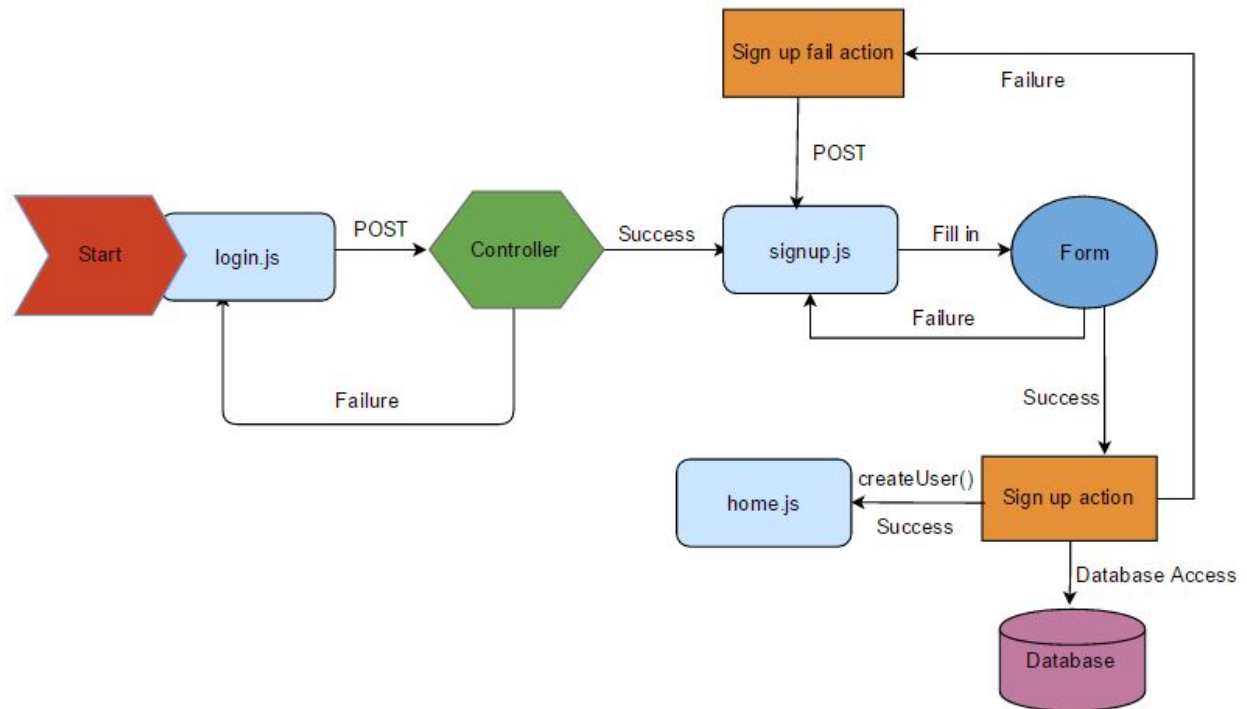 Sign up fail action
Failure
POST
Start
login.js
POST
Controller
Success
signup.js
Fill in
Form
Failure
Failure
Success
home.js
createUser()
Success
Sign up action
Database Access
Database